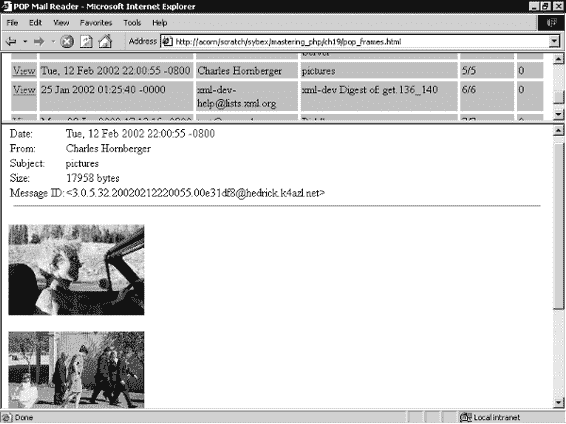 POP Mail Reader - Microsoft Internet Explorer
File Edit View Favorites Tools Help
Back Address http://acorn/scratch/sybex/mastering_php/ch19/pop_frames.html
View Tue, 12 Feb 2002 22:00:55 -0800 Charles Hornberger pictures 5/5 0
View 25 Jan 2002 01:25:40 -0000 xml-dev- xml-dev Digest of get.136_140 6/6 0
help@lists.xml.org
Date: Tue, 12 Feb 2002 22:00:55 -0800
From: Charles Hornberger
Subject: pictures
Size: 17958 bytes
Message ID: <3.0.5.32.20020212220055.00e31df8@hedrick.k4azl.net>
Done Local intranet